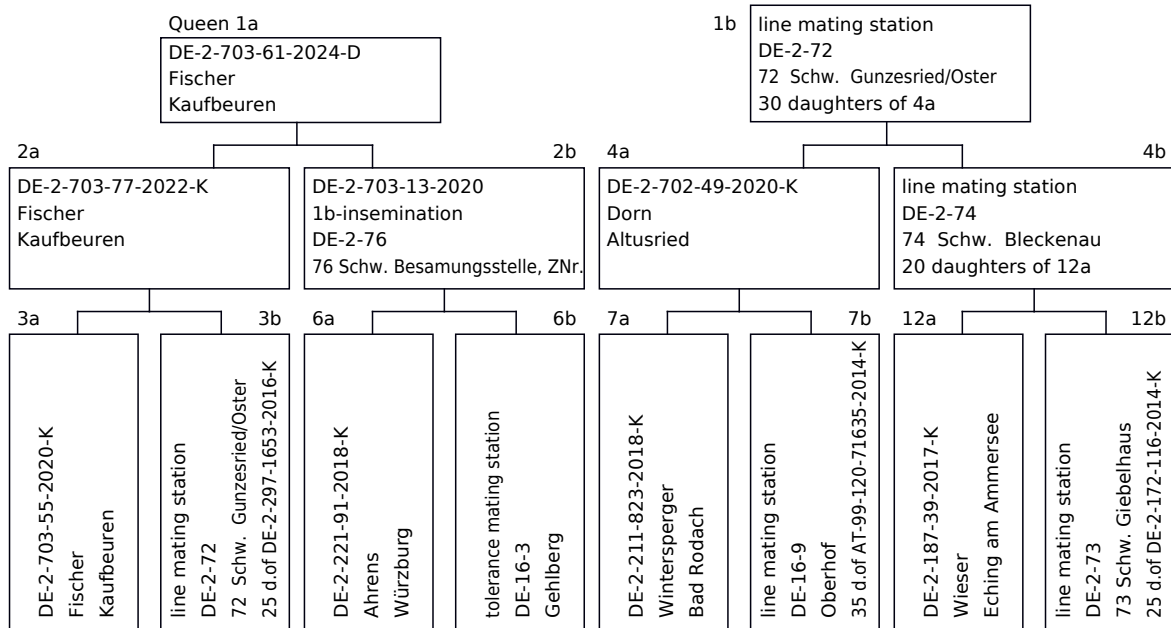 Queen 1a
DE-2-703-61-2024-D
Fischer
Kaufbeuren
1b
line mating station
DE-2-72
72 Schw. Gunzesried/Oster
30 daughters of 4a
2a
DE-2-703-77-2022-K
Fischer
Kaufbeuren
2b
DE-2-703-13-2020
1b-insemination
DE-2-76
76 Schw. Besamungsstelle, ZNr.
4a
DE-2-702-49-2020-K
Dorn
Altusried
4b
line mating station
DE-2-74
74 Schw. Bleckenau
20 daughters of 12a
3a
DE-2-703-55-2020-K
Fischer
Kaufbeuren
3b
line mating station
DE-2-72
72 Schw. Gunzesried/Oster
25 d.of DE-2-297-1653-2016-K
6a
DE-2-221-91-2018-K
Ahrens
Würzburg
6b
tolerance mating station
DE-16-3
Gehlberg
7a
DE-2-211-823-2018-K
Wintersperger
Bad Rodach
7b
line mating station
DE-16-9
Oberhof
35 d.of AT-99-120-71635-2014-K
12a
DE-2-187-39-2017-K
Wieser
Eching am Ammersee
12b
line mating station
DE-2-73
73 Schw. Giebelhaus
25 d.of DE-2-172-116-2014-K